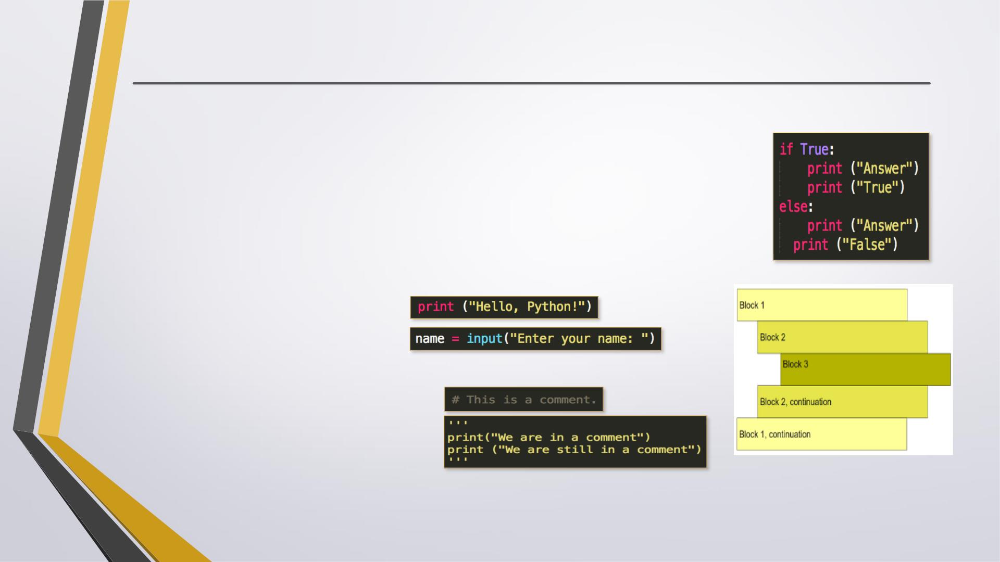 if True:
    print ("Answer")
    print ("True")
else:
    print ("Answer")
  print ("False")
print ("Hello, Python!")
name = input("Enter your name: ")
# This is a comment.
'''
print("We are in a comment")
print ("We are still in a comment")
'''
Block 1
Block 2
Block 3
Block 2, continuation
Block 1, continuation